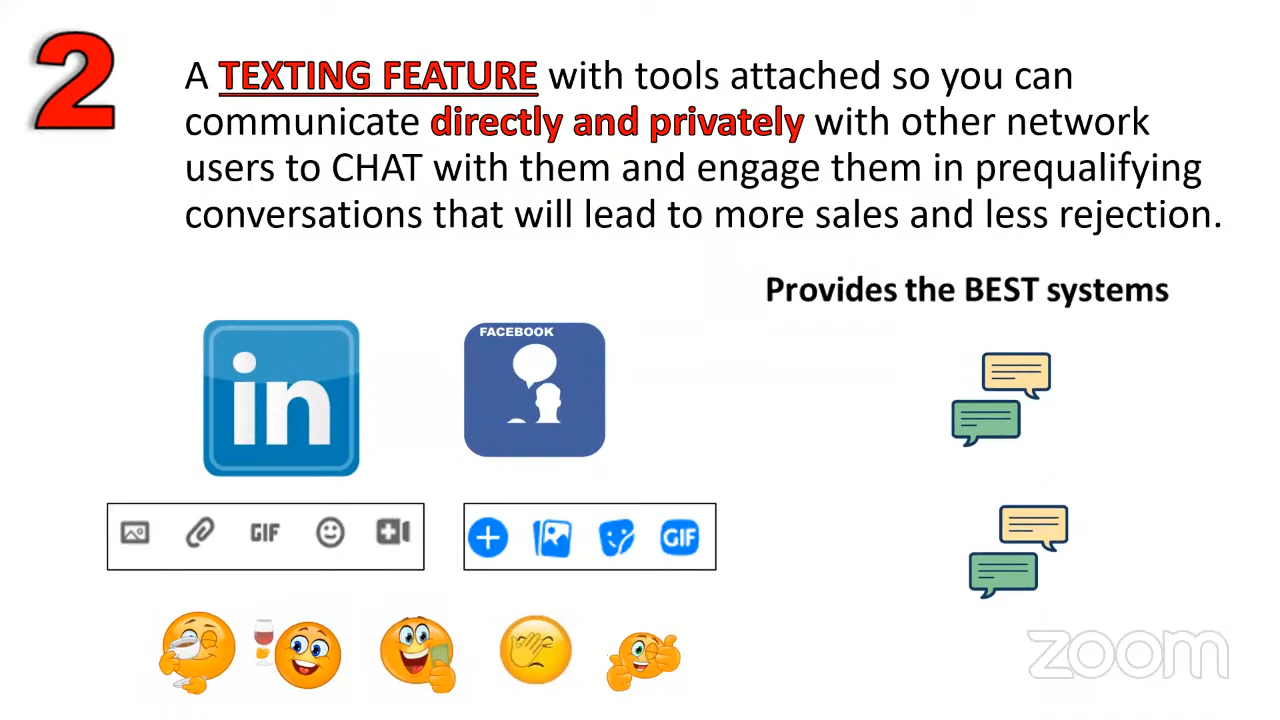 2
A TEXTING FEATURE with tools attached so you can
communicate directly and privately with other network
users to CHAT with them and engage them in prequalifying
conversations that will lead to more sales and less rejection.
Provides the BEST systems
FACEBOOK
in
GIF
GIF
zoom